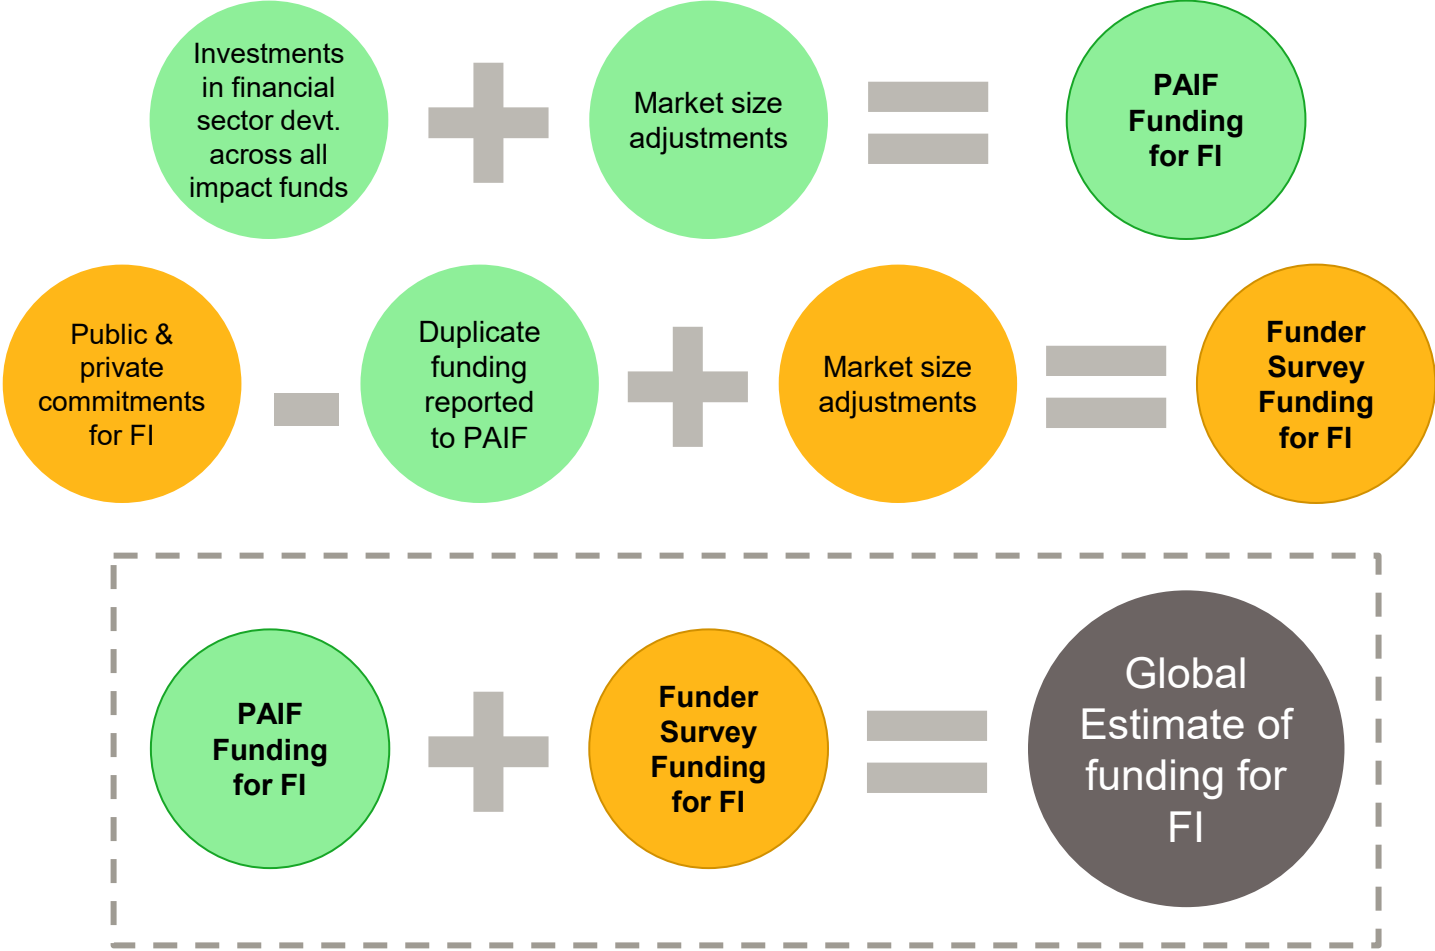 Investments
in financial
sector devt.
across all
impact funds
Market size
adjustments
PAIF
Funding
for FI
Public &
private
commitments
for FI
Duplicate
funding
reported
to PAIF
Market size
adjustments
Funder
Survey
Funding
for FI
PAIF
Funding
for FI
Funder
Survey
Funding
for FI
Global
Estimate of
funding for
FI